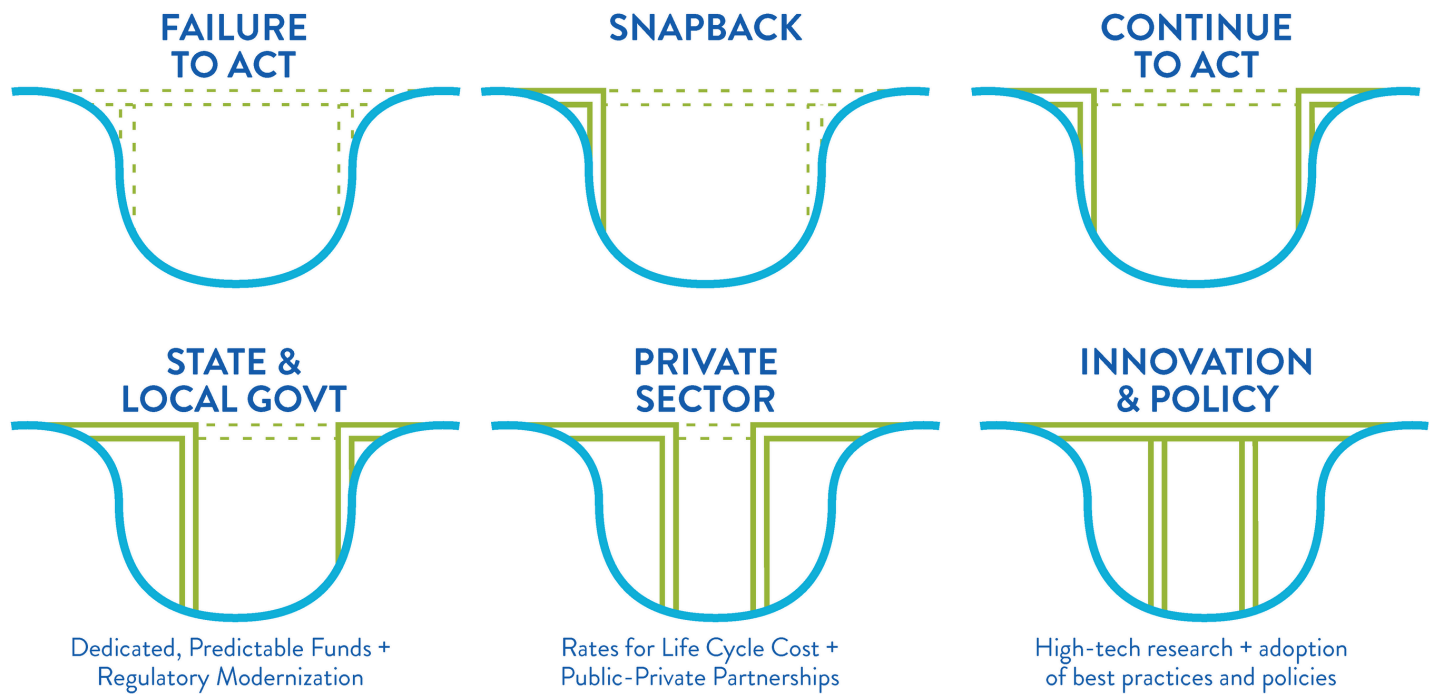 FAILURE
TO ACT
SNAPBACK
CONTINUE
TO ACT
STATE &
LOCAL GOVT
Dedicated, Predictable Funds +
Regulatory Modernization
PRIVATE
SECTOR
Rates for Life Cycle Cost +
Public-Private Partnerships
INNOVATION
& POLICY
High-tech research + adoption
of best practices and policies